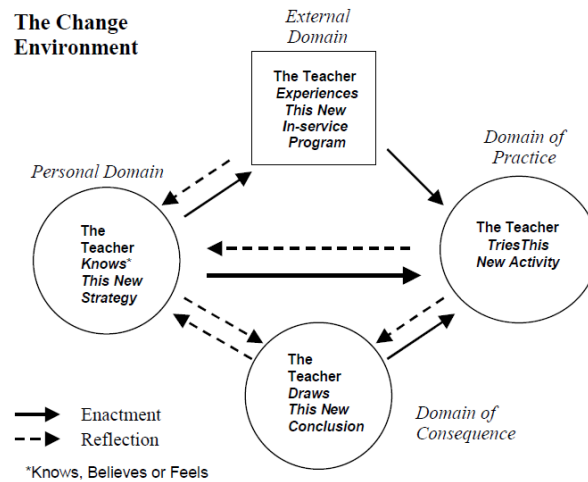 The Change
Environment
External
Domain
The Teacher
Experiences
This New
In-service
Program
Domain of
Practice
Personal Domain
The
Teacher
Knows*
This New
Strategy
The Teacher
TriesThis
New Activity
The
Teacher
Draws
This New
Conclusion
Domain of
Consequence
Enactment
Reflection
*Knows, Believes or Feels